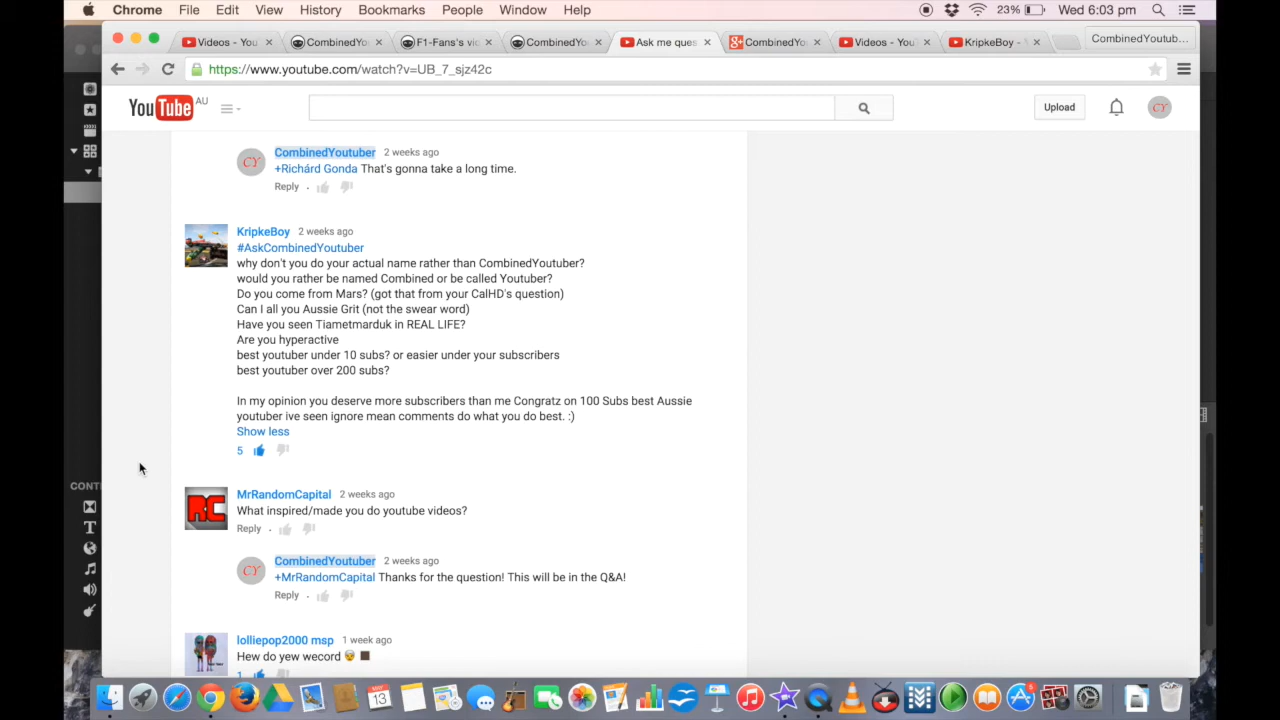 Chrome File Edit View History Bookmarks People Window Help 23% Wed 6:03 pm
Videos - You CombinedYo F1-Fans's vi CombinedYo Ask me ques CombinedYo Videos - You KripkeBoy - CombinedYoutub...
https://www.youtube.com/watch?v=UB_7_sjz42c
YouTube AU Upload CY
CombinedYoutuber 2 weeks ago
CY +Richárd Gonda That's gonna take a long time.
Reply .
KripkeBoy 2 weeks ago
#AskCombinedYoutuber
why don't you do your actual name rather than CombinedYoutuber?
would you rather be named Combined or be called Youtuber?
Do you come from Mars? (got that from your CalHD's question)
Can I all you Aussie Grit (not the swear word)
Have you seen Tiametmarduk in REAL LIFE?
Are you hyperactive
best youtuber under 10 subs? or easier under your subscribers
best youtuber over 200 subs?
In my opinion you deserve more subscribers than me Congratz on 100 Subs best Aussie
youtuber ive seen ignore mean comments do what you do best. :)
Show less
5
CONT
MrRandomCapital 2 weeks ago
RC What inspired/made you do youtube videos?
Reply .
CombinedYoutuber 2 weeks ago
CY +MrRandomCapital Thanks for the question! This will be in the Q&A!
Reply .
lolliepop2000 msp 1 week ago
Hew do yew wecord
1
MAY
13